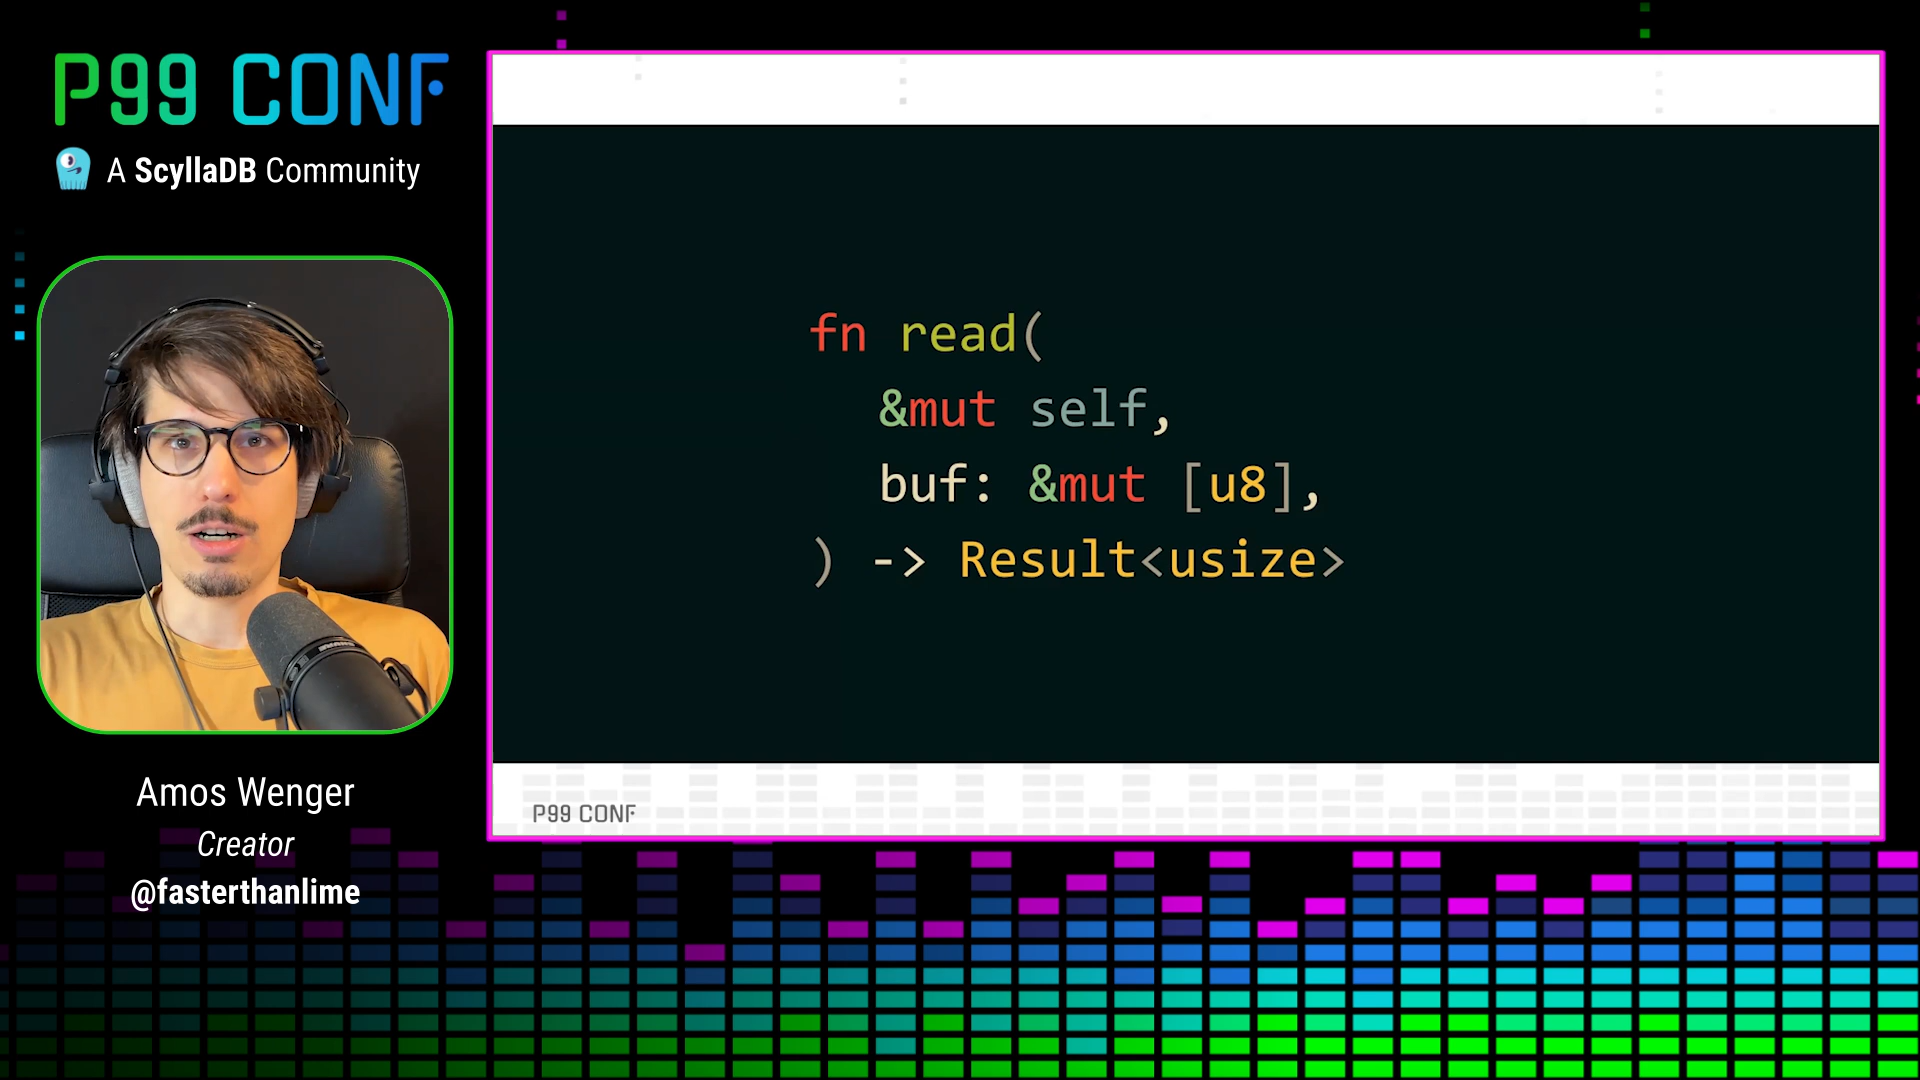 P99 CONF
A ScyllaDB Community
Amos Wenger
Creator
@fasterthanlime
fn read(
&mut self,
buf: &mut [u8],
) -> Result<usize>
P99 CONF